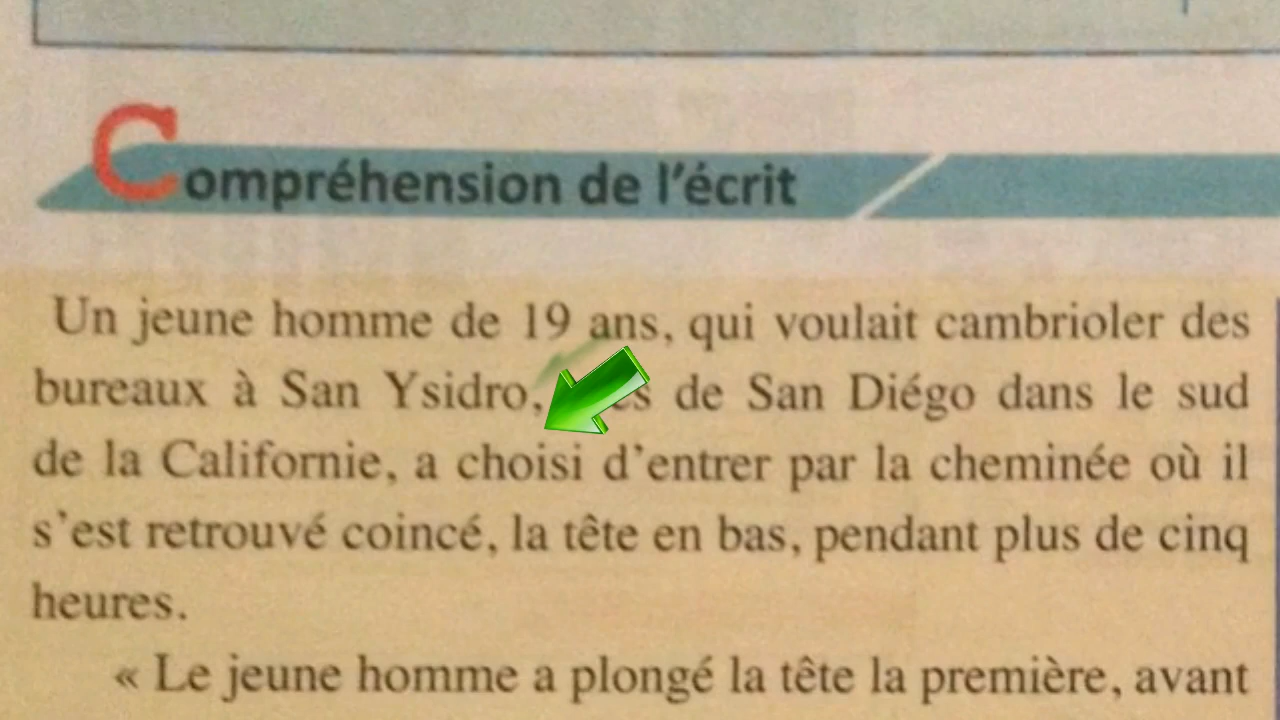 Compréhension de l'écrit
Un jeune homme de 19 ans, qui voulait cambrioler des
bureaux à San Ysidro, de San Diégo dans le sud
de la Californie, a choisi d'entrer par la cheminée où il
s'est retrouvé coincé, la tête en bas, pendant plus de cinq
heures.
« Le jeune homme a plongé la tête la première, avant